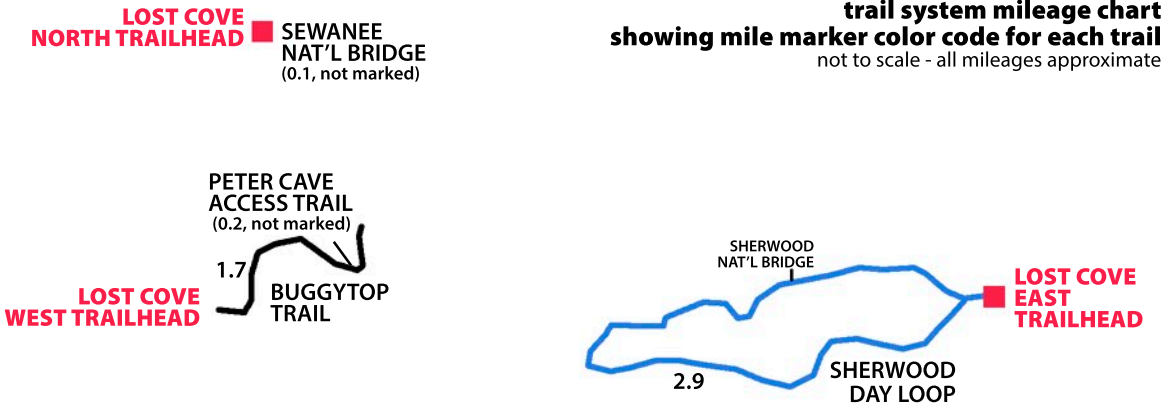 trail system mileage chart
showing mile marker color code for each trail
not to scale - all mileages approximate
LOST COVE
NORTH TRAILHEAD
SEWANEE
NAT'L BRIDGE
(0.1, not marked)
PETER CAVE
ACCESS TRAIL
(0.2, not marked)
1.7
BUGGYTOP
TRAIL
LOST COVE
WEST TRAILHEAD
SHERWOOD
NAT'L BRIDGE
LOST COVE
EAST
TRAILHEAD
2.9
SHERWOOD
DAY LOOP